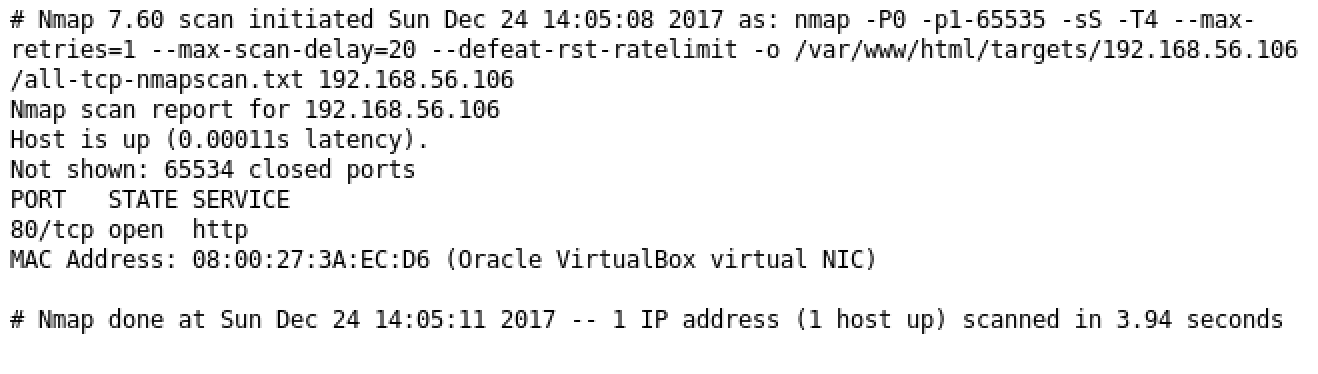 # Nmap 7.60 scan initiated Sun Dec 24 14:05:08 2017 as: nmap -P0 -p1-65535 -sS -T4 --max-
retries=1 --max-scan-delay=20 --defeat-rst-ratelimit -o /var/www/html/targets/192.168.56.106
/all-tcp-nmapscan.txt 192.168.56.106
Nmap scan report for 192.168.56.106
Host is up (0.00011s latency).
Not shown: 65534 closed ports
PORT   STATE SERVICE
80/tcp open  http
MAC Address: 08:00:27:3A:EC:D6 (Oracle VirtualBox virtual NIC)
# Nmap done at Sun Dec 24 14:05:11 2017 -- 1 IP address (1 host up) scanned in 3.94 seconds